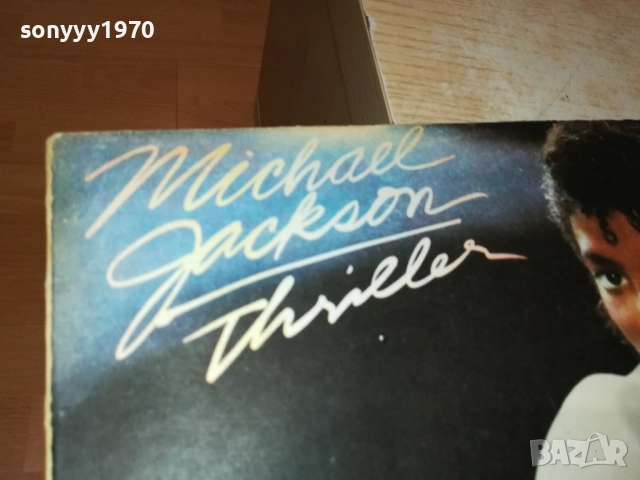 sonyyy1970
Michael
Jackson
Thriller
BAZAR